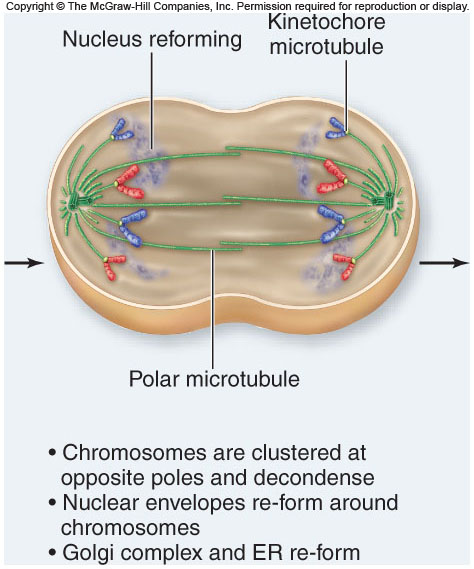 Copyright © The McGraw-Hill Companies, Inc. Permission required for reproduction or display.
Nucleus reforming
Kinetochore
microtubule
Polar microtubule
• Chromosomes are clustered at
opposite poles and decondense
• Nuclear envelopes re-form around
chromosomes
• Golgi complex and ER re-form